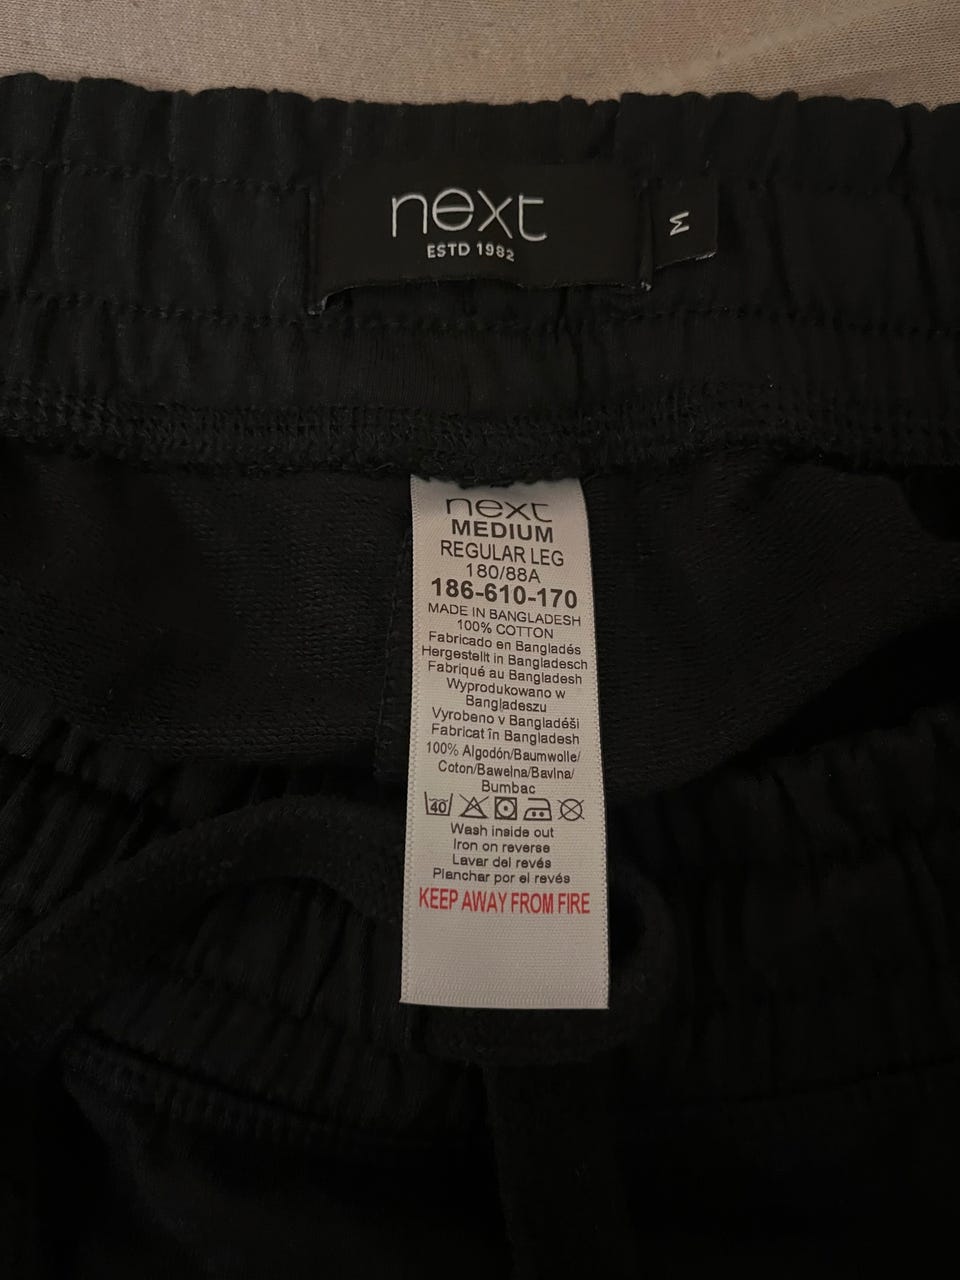 next
ESTD 1982
M
next
MEDIUM
REGULAR LEG
180/88A
186-610-170
MADE IN BANGLADESH
100% COTTON
Fabricado en Bangladés
Hergestellt in Bangladesch
Fabriqué au Bangladesh
Wyprodukowano w
Bangladeszu
Vyrobeno v Bangladéši
Fabricat în Bangladesh
100% Algodón/Baumwolle/
Coton/Bawełna/Bavlna/
Bumbac
40
Wash inside out
Iron on reverse
Lavar del revés
Planchar por el revés
KEEP AWAY FROM FIRE